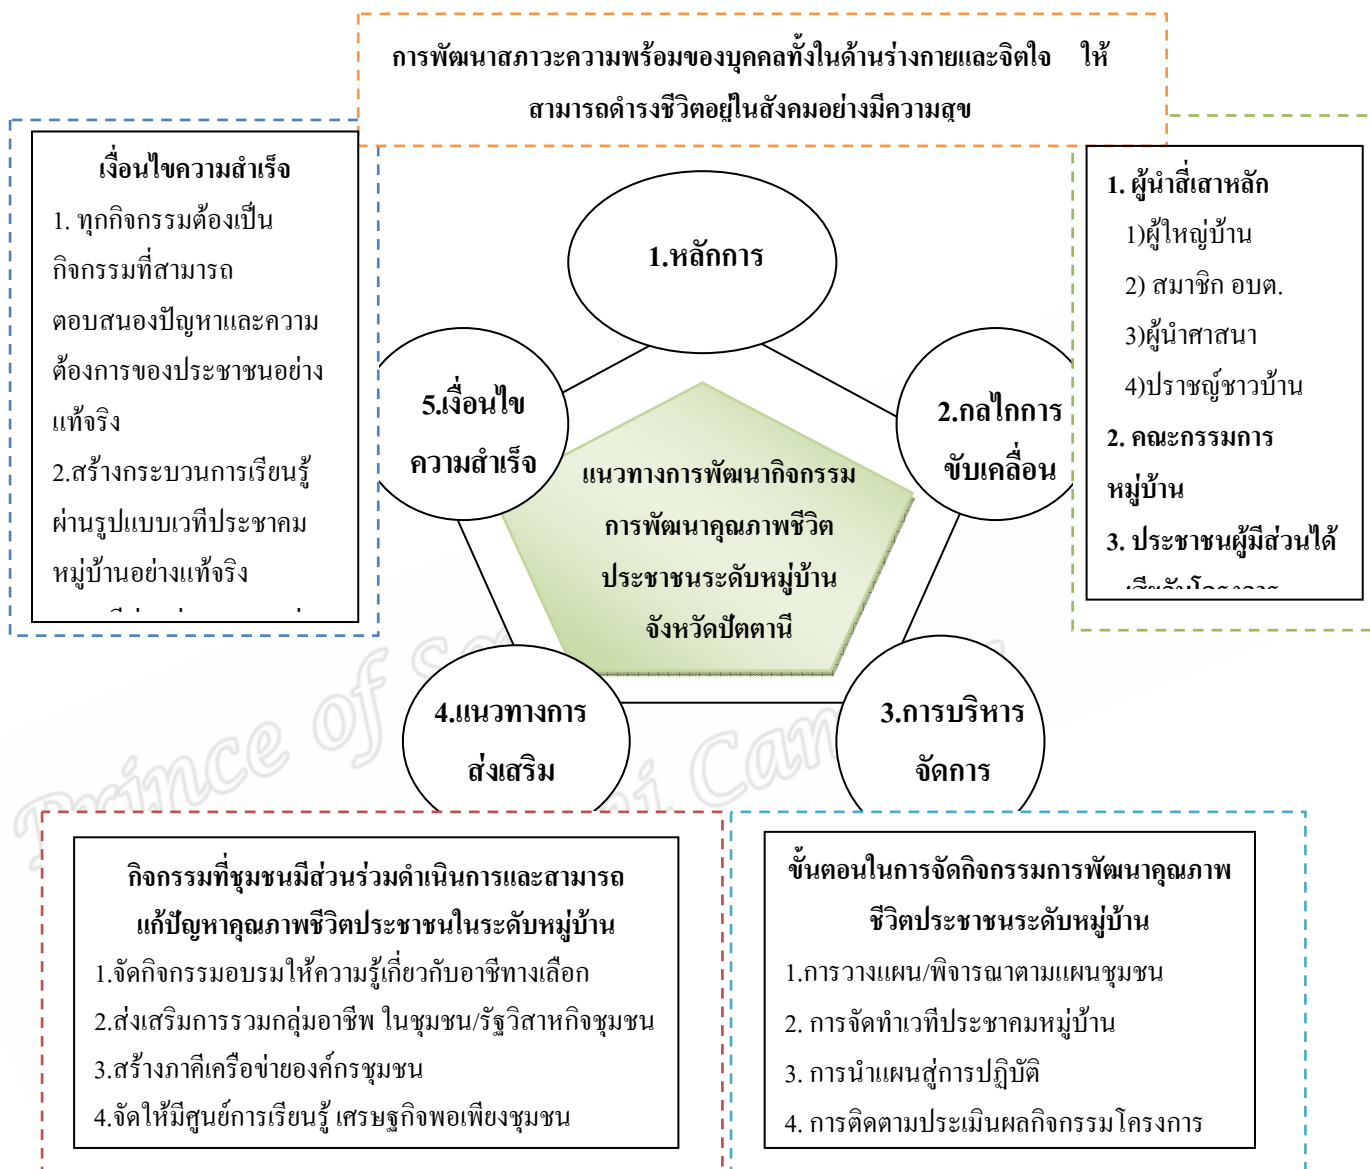 การพัฒนาสภาวะความพร้อมของบุคคลทั้งในด้านร่างกายและจิตใจ ให้
สามารถดำรงชีวิตอยู่ในสังคมอย่างมีความสุข
เงื่อนไขความสำเร็จ
1. ทุกกิจกรรมต้องเป็น
กิจกรรมที่สามารถ
ตอบสนองปัญหาและความ
ต้องการของประชาชนอย่าง
แท้จริง
2.สร้างกระบวนการเรียนรู้
ผ่านรูปแบบเวทีประชาคม
หมู่บ้านอย่างแท้จริง
1.หลักการ
5.เงื่อนไข
ความสำเร็จ
2.กลไกการ
ขับเคลื่อน
แนวทางการพัฒนากิจกรรม
การพัฒนาคุณภาพชีวิต
ประชาชนระดับหมู่บ้าน
จังหวัดปัตตานี
4.แนวทางการ
ส่งเสริม
3.การบริหาร
จัดการ
1. ผู้นำสี่เสาหลัก
1)ผู้ใหญ่บ้าน
2) สมาชิก อบต.
3)ผู้นำศาสนา
4)ปราชญ์ชาวบ้าน
2. คณะกรรมการ
หมู่บ้าน
3. ประชาชนผู้มีส่วนได้
Prince of
กิจกรรมที่ชุมชนมีส่วนร่วมดำเนินการและสามารถ
แก้ปัญหาคุณภาพชีวิตประชาชนในระดับหมู่บ้าน
1.จัดกิจกรรมอบรมให้ความรู้เกี่ยวกับอาชีทางเลือก
2.ส่งเสริมการรวมกลุ่มอาชีพ ในชุมชน/รัฐวิสาหกิจชุมชน
3.สร้างภาคีเครือข่ายองค์กรชุมชน
4.จัดให้มีศูนย์การเรียนรู้ เศรษฐกิจพอเพียงชุมชน
ขั้นตอนในการจัดกิจกรรมการพัฒนาคุณภาพ
ชีวิตประชาชนระดับหมู่บ้าน
1.การวางแผน/พิจารณาตามแผนชุมชน
2. การจัดทำเวทีประชาคมหมู่บ้าน
3. การนำแผนสู่การปฏิบัติ
4. การติดตามประเมินผลกิจกรรมโครงการ